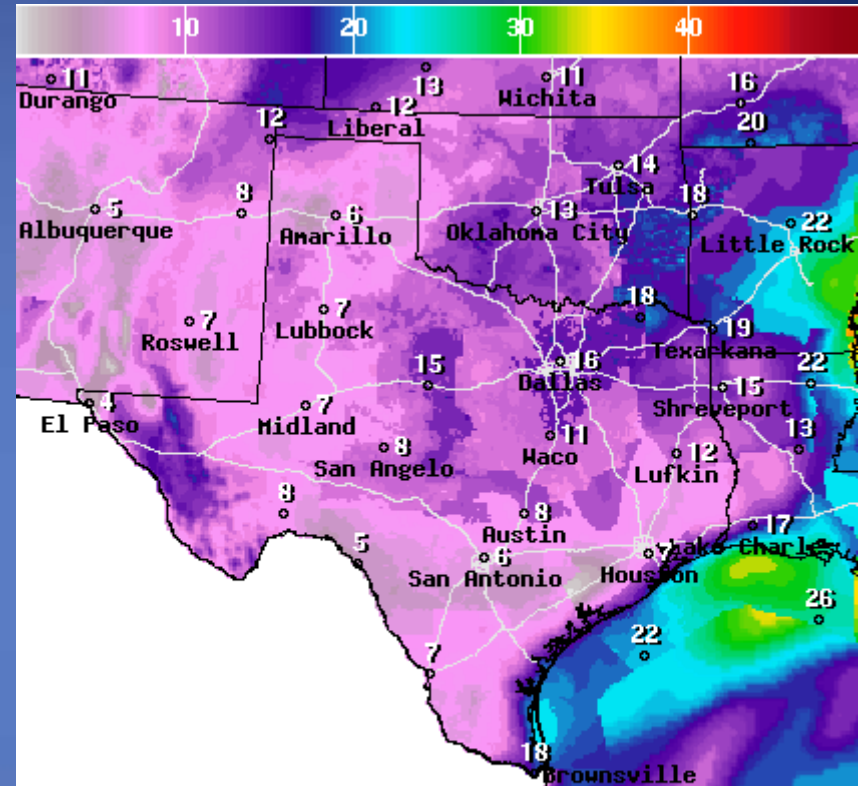 10 20 30 40
11
Durango
13
11
Wichita
12
Liberal
12
16
20
14
Tulsa
5
Albuquerque
8
6
Amarillo
13
Oklahoma City
18
22
Little Rock
7
Roswell
7
Lubbock
18
19
Texarkana
16
Dallas
15
15
Shreveport
22
4
El Paso
7
Midland
8
San Angelo
11
Waco
12
Lufkin
13
8
8
Austin
17
Lake Charles
5
6
San Antonio
7
Houston
26
22
7
18
Brownsville